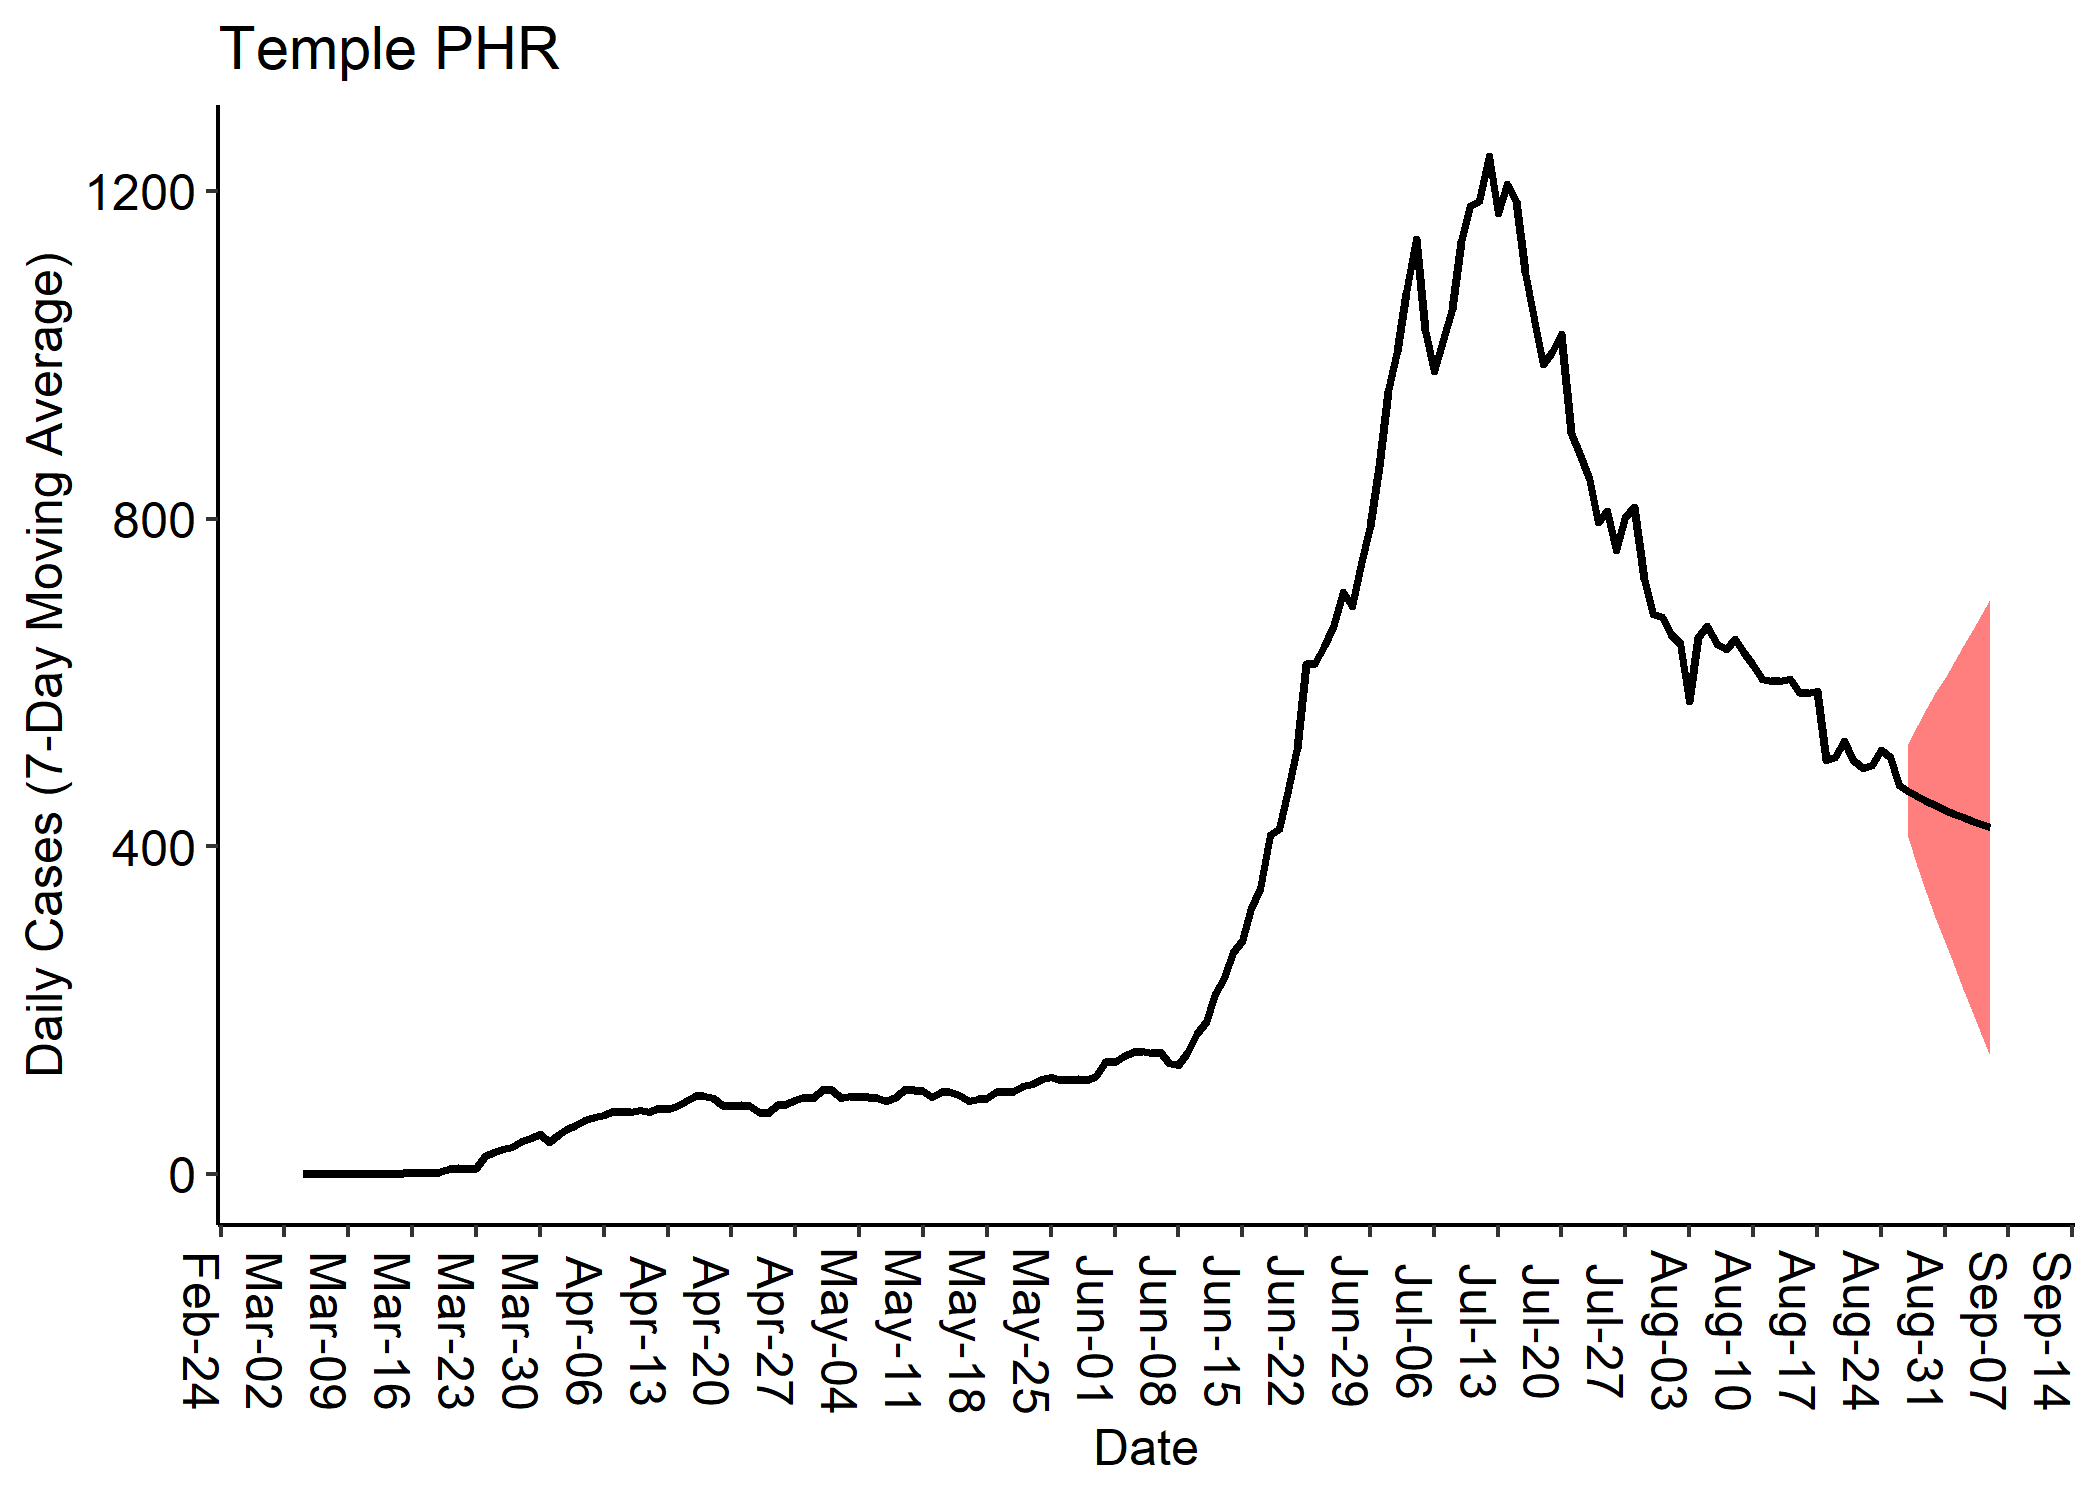 Temple PHR
Daily Cases (7-Day Moving Average)
1200
800
400
0
Feb-24
Mar-02
Mar-09
Mar-16
Mar-23
Mar-30
Apr-06
Apr-13
Apr-20
Apr-27
May-04
May-11
May-18
May-25
Jun-01
Jun-08
Jun-15
Jun-22
Jun-29
Jul-06
Jul-13
Jul-20
Jul-27
Aug-03
Aug-10
Aug-17
Aug-24
Aug-31
Sep-07
Sep-14
Date